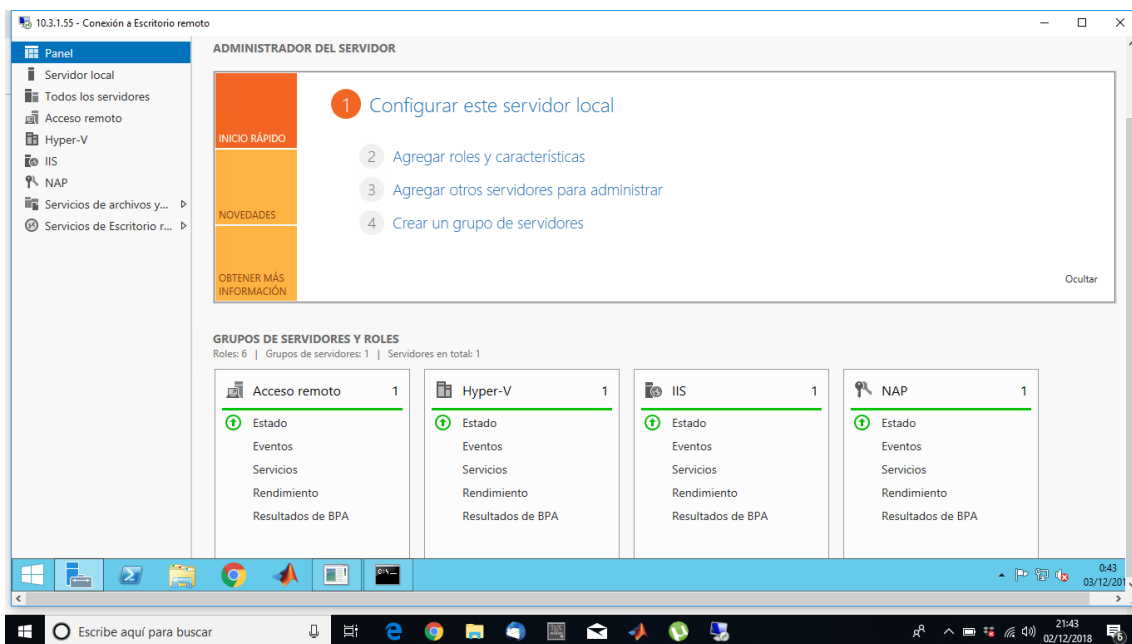 10.3.1.55 - Conexión a Escritorio remoto
Panel
Servidor local
Todos los servidores
Acceso remoto
Hyper-V
IIS
NAP
Servicios de archivos y...
Servicios de Escritorio r...
ADMINISTRADOR DEL SERVIDOR
INICIO RÁPIDO
NOVEDADES
OBTENER MÁS
INFORMACIÓN
1 Configurar este servidor local
2 Agregar roles y características
3 Agregar otros servidores para administrar
4 Crear un grupo de servidores
Ocultar
GRUPOS DE SERVIDORES Y ROLES
Roles: 6 | Grupos de servidores: 1 | Servidores en total: 1
Acceso remoto 1
Estado
Eventos
Servicios
Rendimiento
Resultados de BPA
Hyper-V 1
Estado
Eventos
Servicios
Rendimiento
Resultados de BPA
IIS 1
Estado
Eventos
Servicios
Rendimiento
Resultados de BPA
NAP 1
Estado
Eventos
Servicios
Rendimiento
Resultados de BPA
0:43
03/12/201
Escribe aquí para buscar
21:43
02/12/2018
6